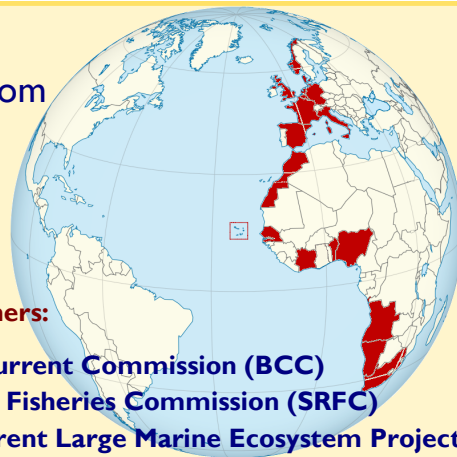 om
ners:
urrent Commission (BCC)
Fisheries Commission (SRFC)
rent Large Marine Ecosystem Project